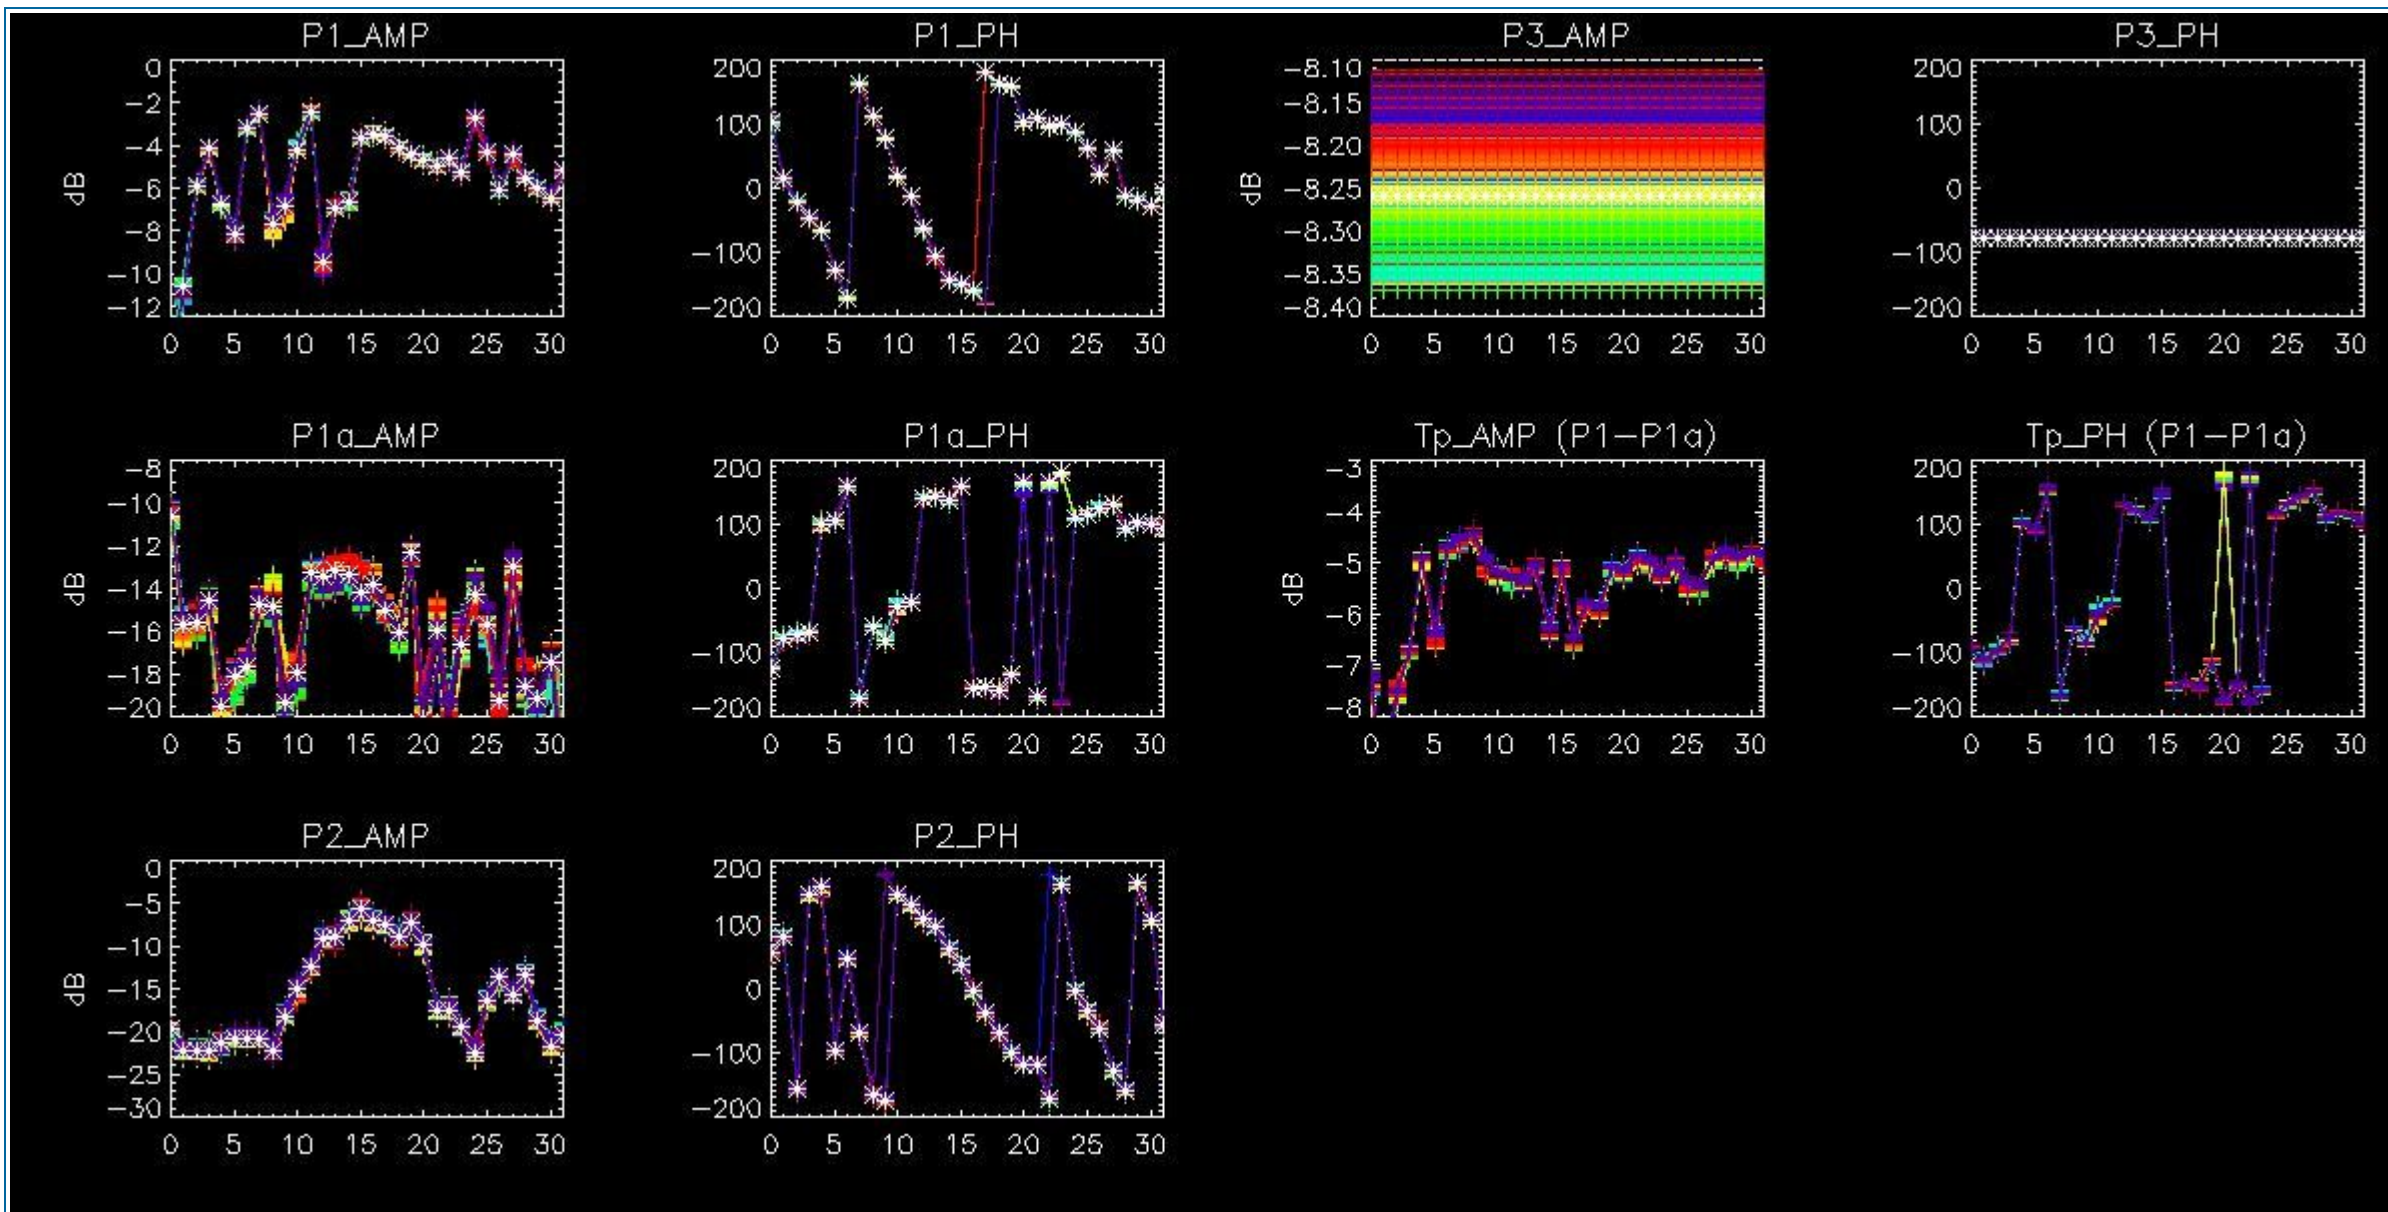 P1_AMP
0
−2
−4
−6
−8
−10
−12
dB
0 5 10 15 20 25 30
P1_PH
200
100
0
−100
−200
0 5 10 15 20 25 30
P3_AMP
−8.10
−8.15
−8.20
−8.25
−8.30
−8.35
−8.40
dB
0 5 10 15 20 25 30
P3_PH
200
100
0
−100
−200
0 5 10 15 20 25 30
P1a_AMP
−8
−10
−12
−14
−16
−18
−20
dB
0 5 10 15 20 25 30
P1a_PH
200
100
0
−100
−200
0 5 10 15 20 25 30
Tp_AMP (P1−P1a)
−3
−4
−5
−6
−7
−8
dB
0 5 10 15 20 25 30
Tp_PH (P1−P1a)
200
100
0
−100
−200
0 5 10 15 20 25 30
P2_AMP
0
−5
−10
−15
−20
−25
−30
dB
0 5 10 15 20 25 30
P2_PH
200
100
0
−100
−200
0 5 10 15 20 25 30